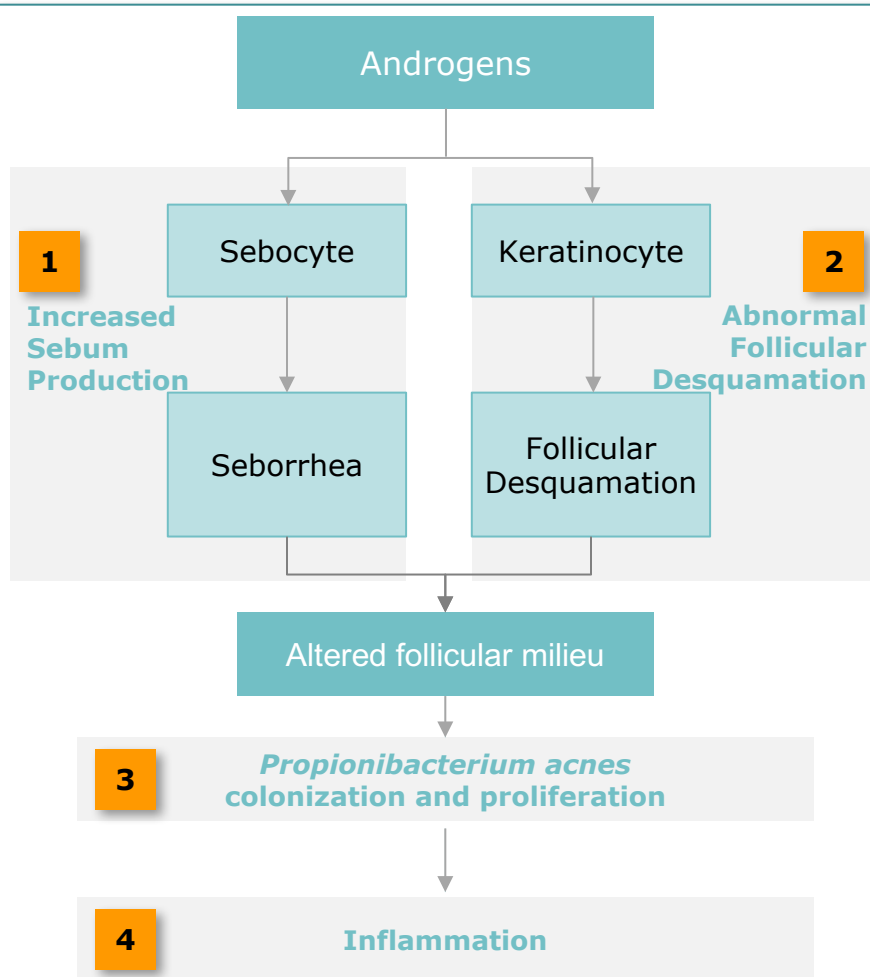 Androgens
1
Increased
Sebum
Production
Sebocyte
Seborrhea
Keratinocyte
Follicular
Desquamation
2
Abnormal
Follicular
Desquamation
Altered follicular milieu
3
Propionibacterium acnes
colonization and proliferation
4
Inflammation